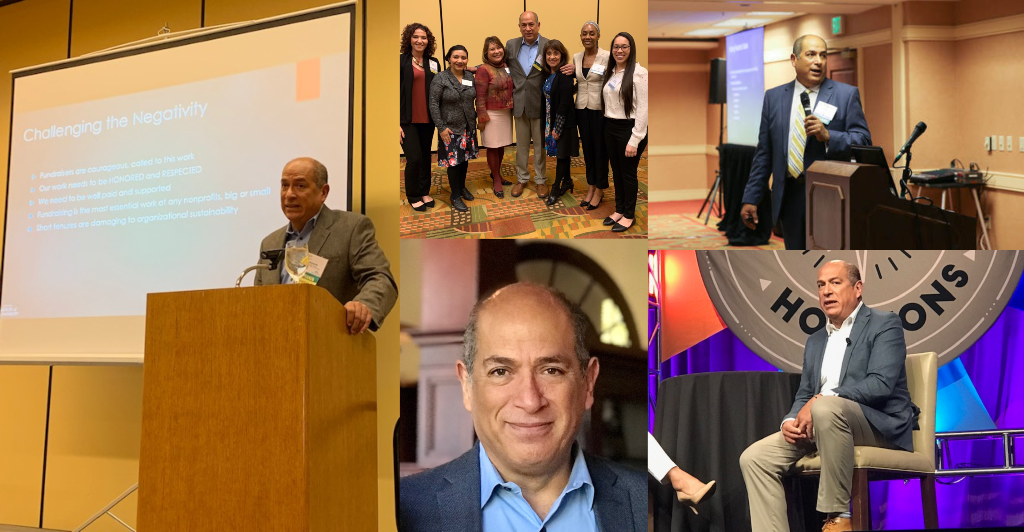 Challenging the Negativity
Fundraisers are courageous, called to the work
Our work needs to be HONORED and RESPECTED
We need to be well paid and supported
Fundraising is the most essential work at any nonprofits, big or small
Short tenures are damaging to organizational sustainability
HO
ONS